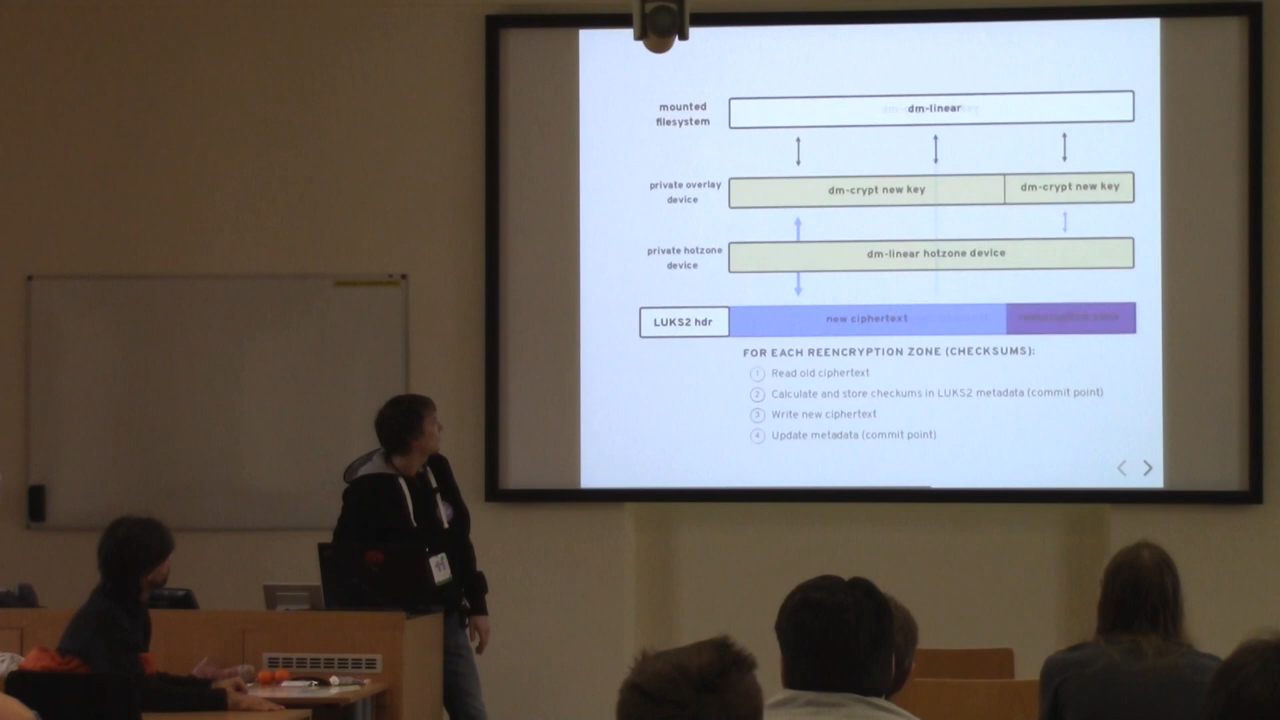 mounted
filesystem
dm-linear
private overlay
device
dm-crypt new key
dm-crypt new key
private hotzone
device
dm-linear hotzone device
LUKS2 hdr
new ciphertext
FOR EACH REENCRYPTION ZONE (CHECKSUMS):
1 Read old ciphertext
2 Calculate and store checkums in LUKS2 metadata (commit point)
3 Write new ciphertext
4 Update metadata (commit point)